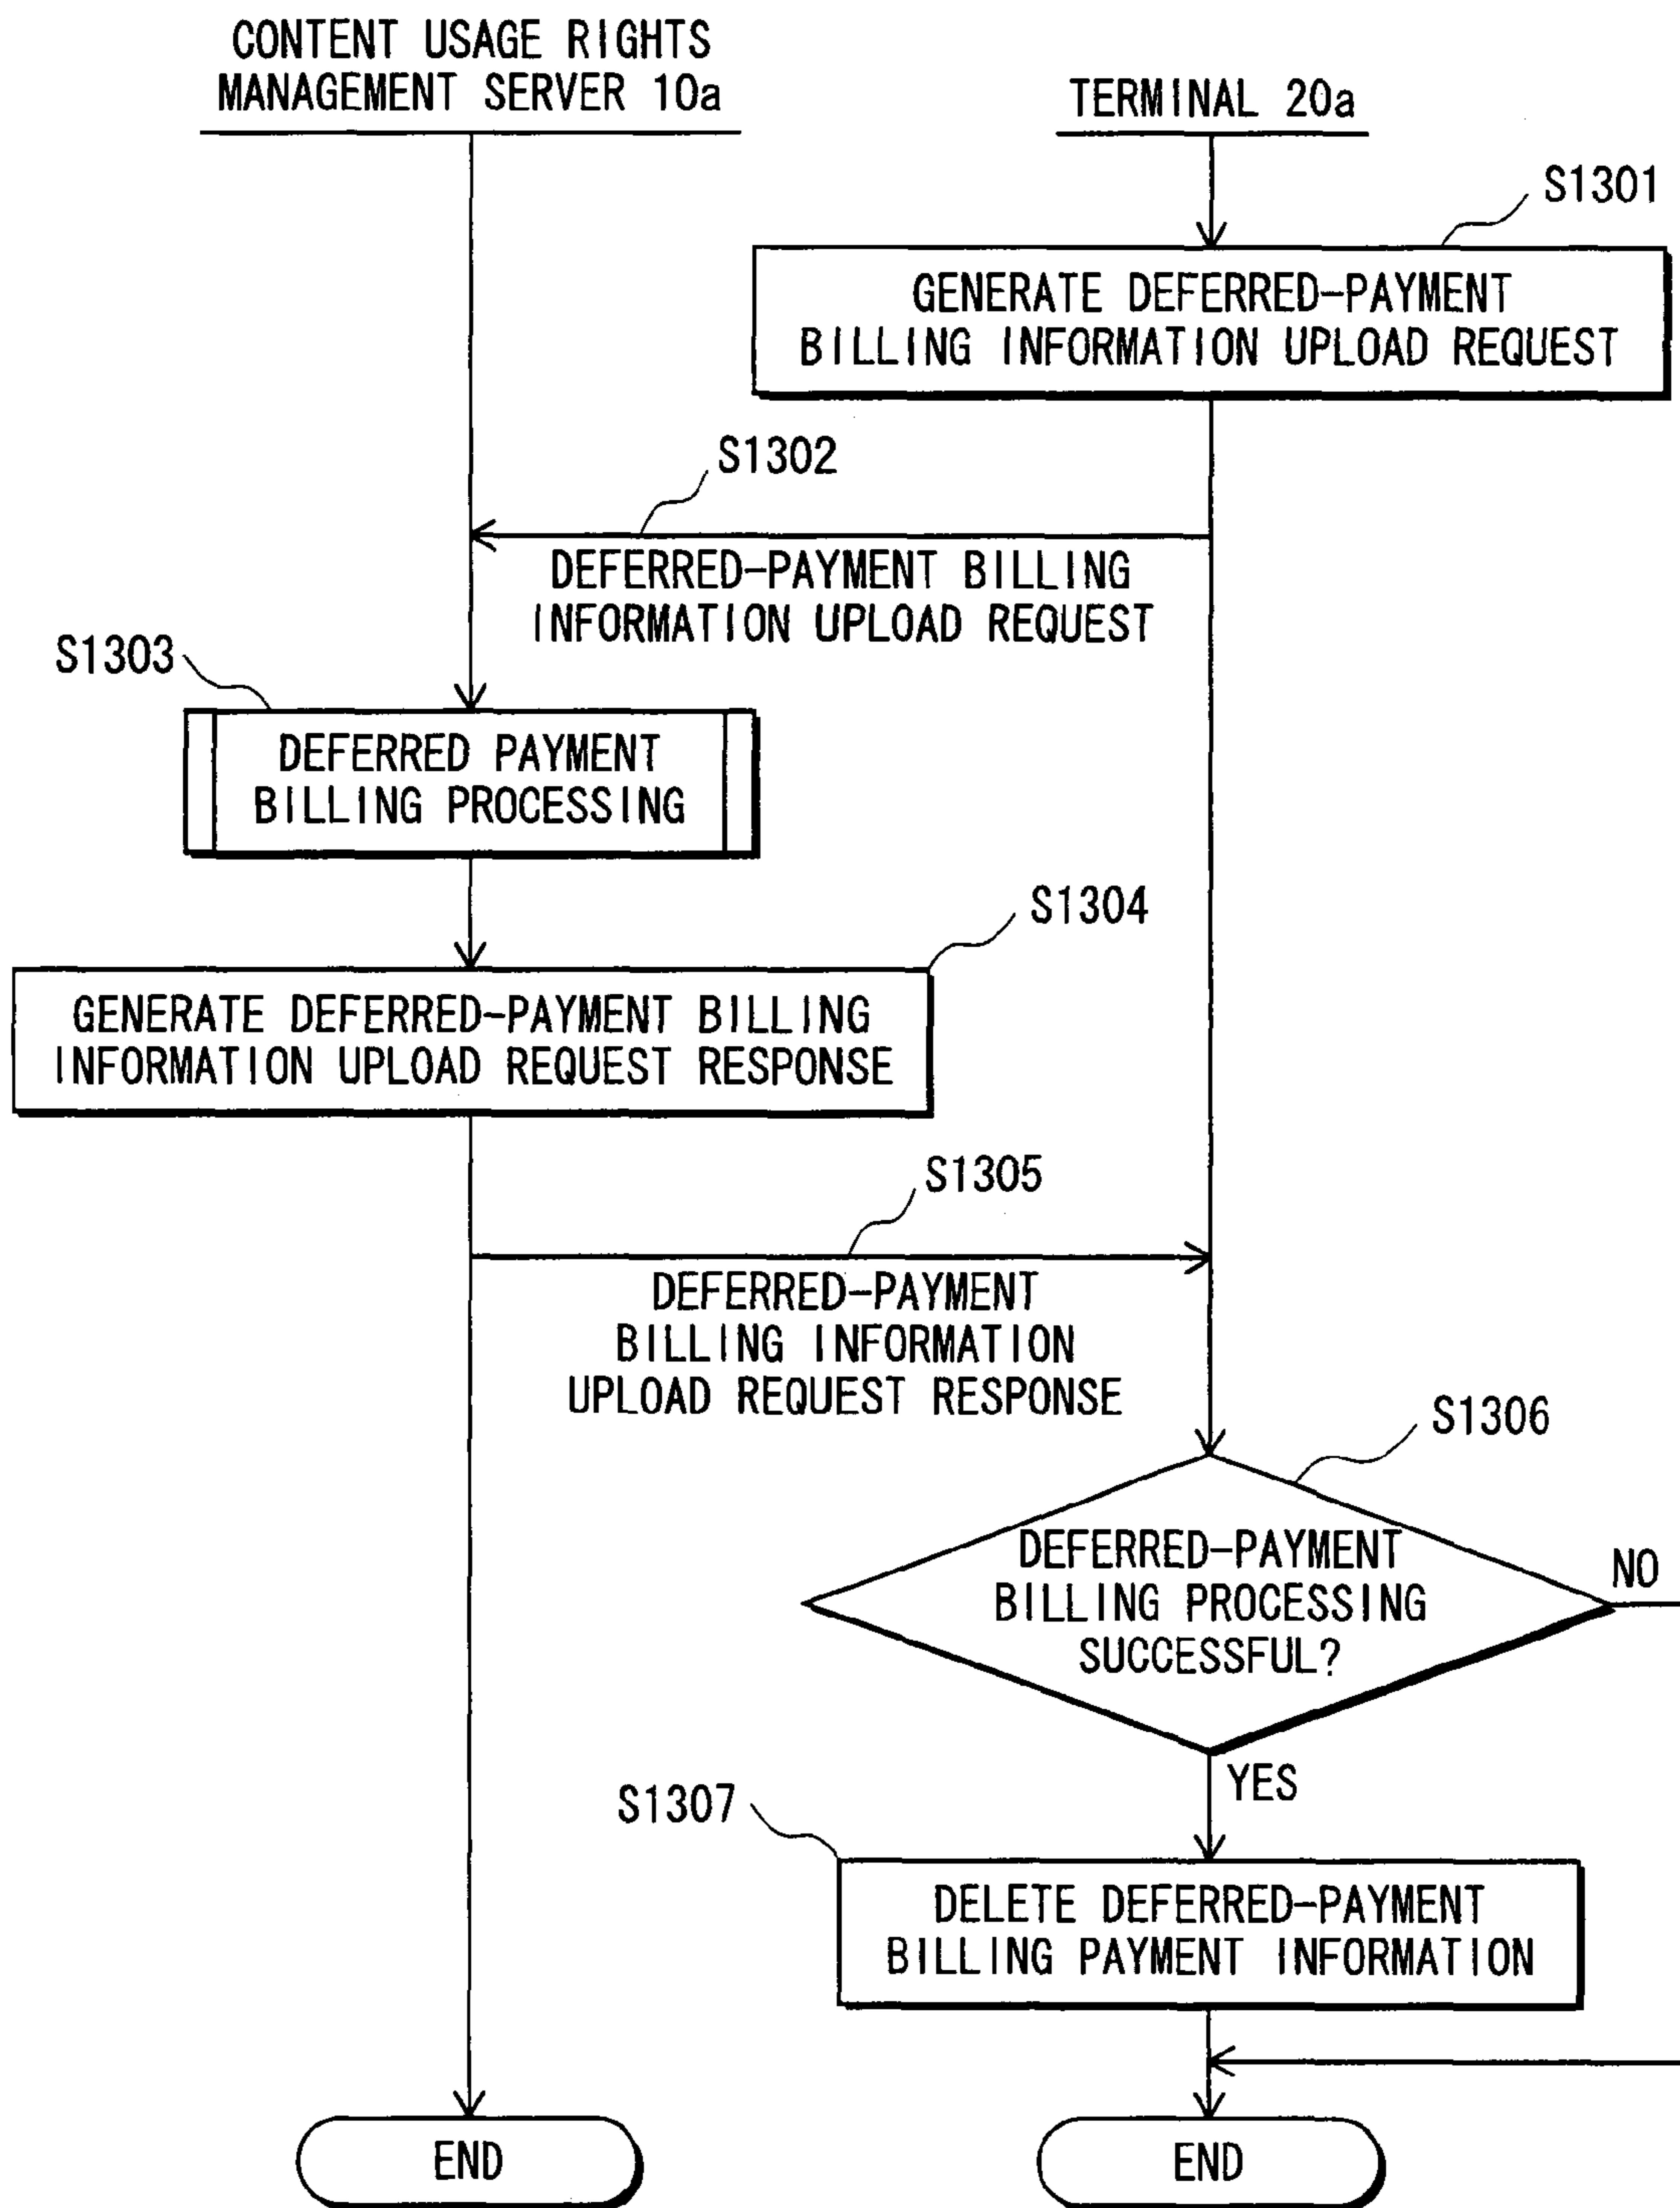 CONTENT USAGE RIGHTS
MANAGEMENT SERVER 10a
TERMINAL 20a
S1301
GENERATE DEFERRED-PAYMENT
BILLING INFORMATION UPLOAD REQUEST
S1302
DEFERRED-PAYMENT BILLING
INFORMATION UPLOAD REQUEST
S1303
DEFERRED PAYMENT
BILLING PROCESSING
S1304
GENERATE DEFERRED-PAYMENT BILLING
INFORMATION UPLOAD REQUEST RESPONSE
S1305
DEFERRED-PAYMENT
BILLING INFORMATION
UPLOAD REQUEST RESPONSE
S1306
DEFERRED-PAYMENT
BILLING PROCESSING
SUCCESSFUL?
NO
YES
S1307
DELETE DEFERRED-PAYMENT
BILLING PAYMENT INFORMATION
END
END